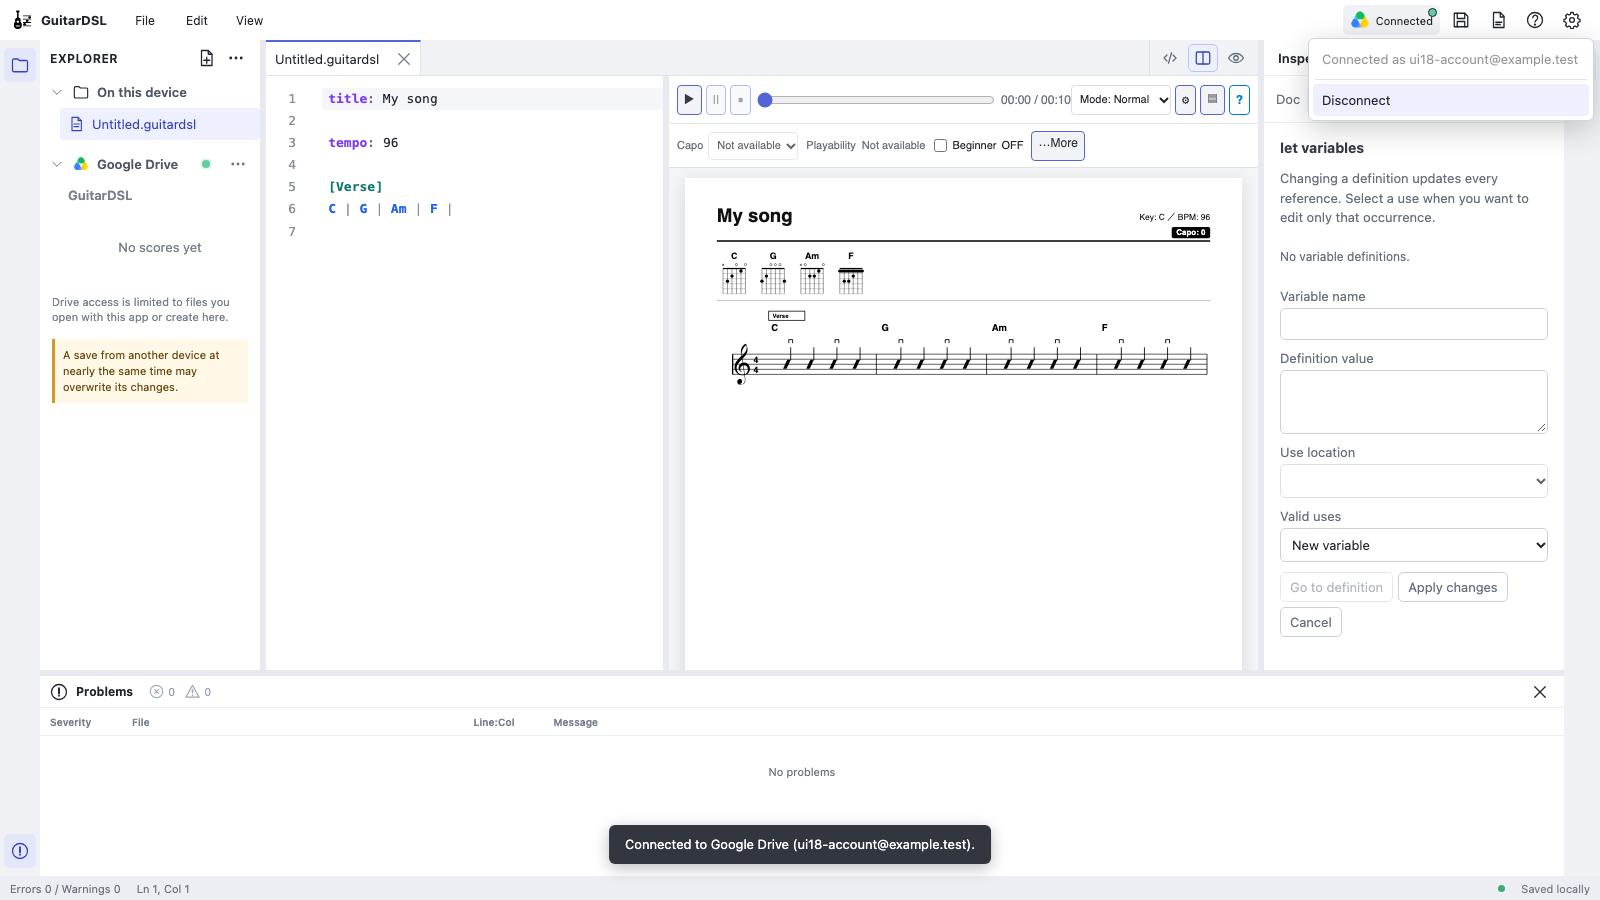 GuitarDSL File Edit View Connected
Connected as ui18-account@example.test
Disconnect
EXPLORER
On this device
Untitled.guitardsl
Google Drive
GuitarDSL
No scores yet
Drive access is limited to files you
open with this app or create here.
A save from another device at
nearly the same time may
overwrite its changes.
Untitled.guitardsl
1 title: My song
2
3 tempo: 96
4
5 [Verse]
6 C | G | Am | F |
7
00:00 / 00:10 Mode: Normal ?
Capo Not available Playability Not available Beginner OFF …More
My song
Key: C / BPM: 96
Capo: 0
C G Am F
Verse
C G Am F
4
4
Inspe
Doc
let variables
Changing a definition updates every
reference. Select a use when you want to
edit only that occurrence.
No variable definitions.
Variable name
Definition value
Use location
Valid uses
New variable
Go to definition Apply changes
Cancel
Problems 0 0
Severity File Line:Col Message
No problems
Connected to Google Drive (ui18-account@example.test).
Errors 0 / Warnings 0 Ln 1, Col 1 Saved locally